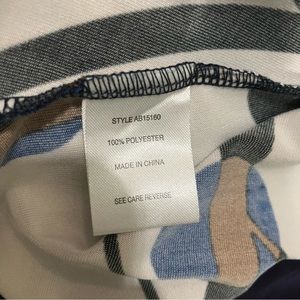 STYLE AB15160
100% POLYESTER
MADE IN CHINA
SEE CARE REVERSE